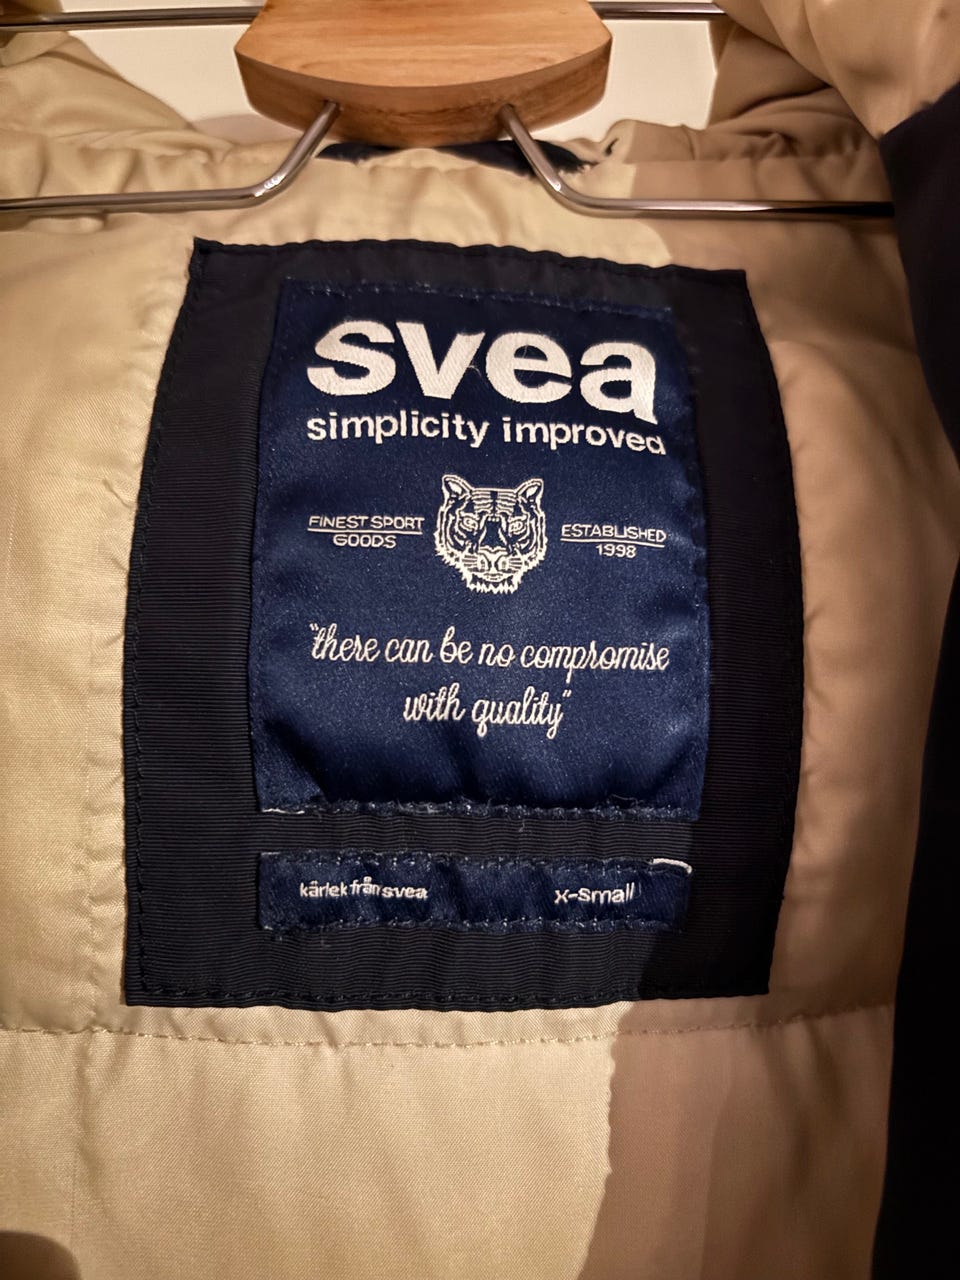 svea
simplicity improved
FINEST SPORT
GOODS
ESTABLISHED
1998
"there can be no compromise
with quality"
kärlek från svea
x-small